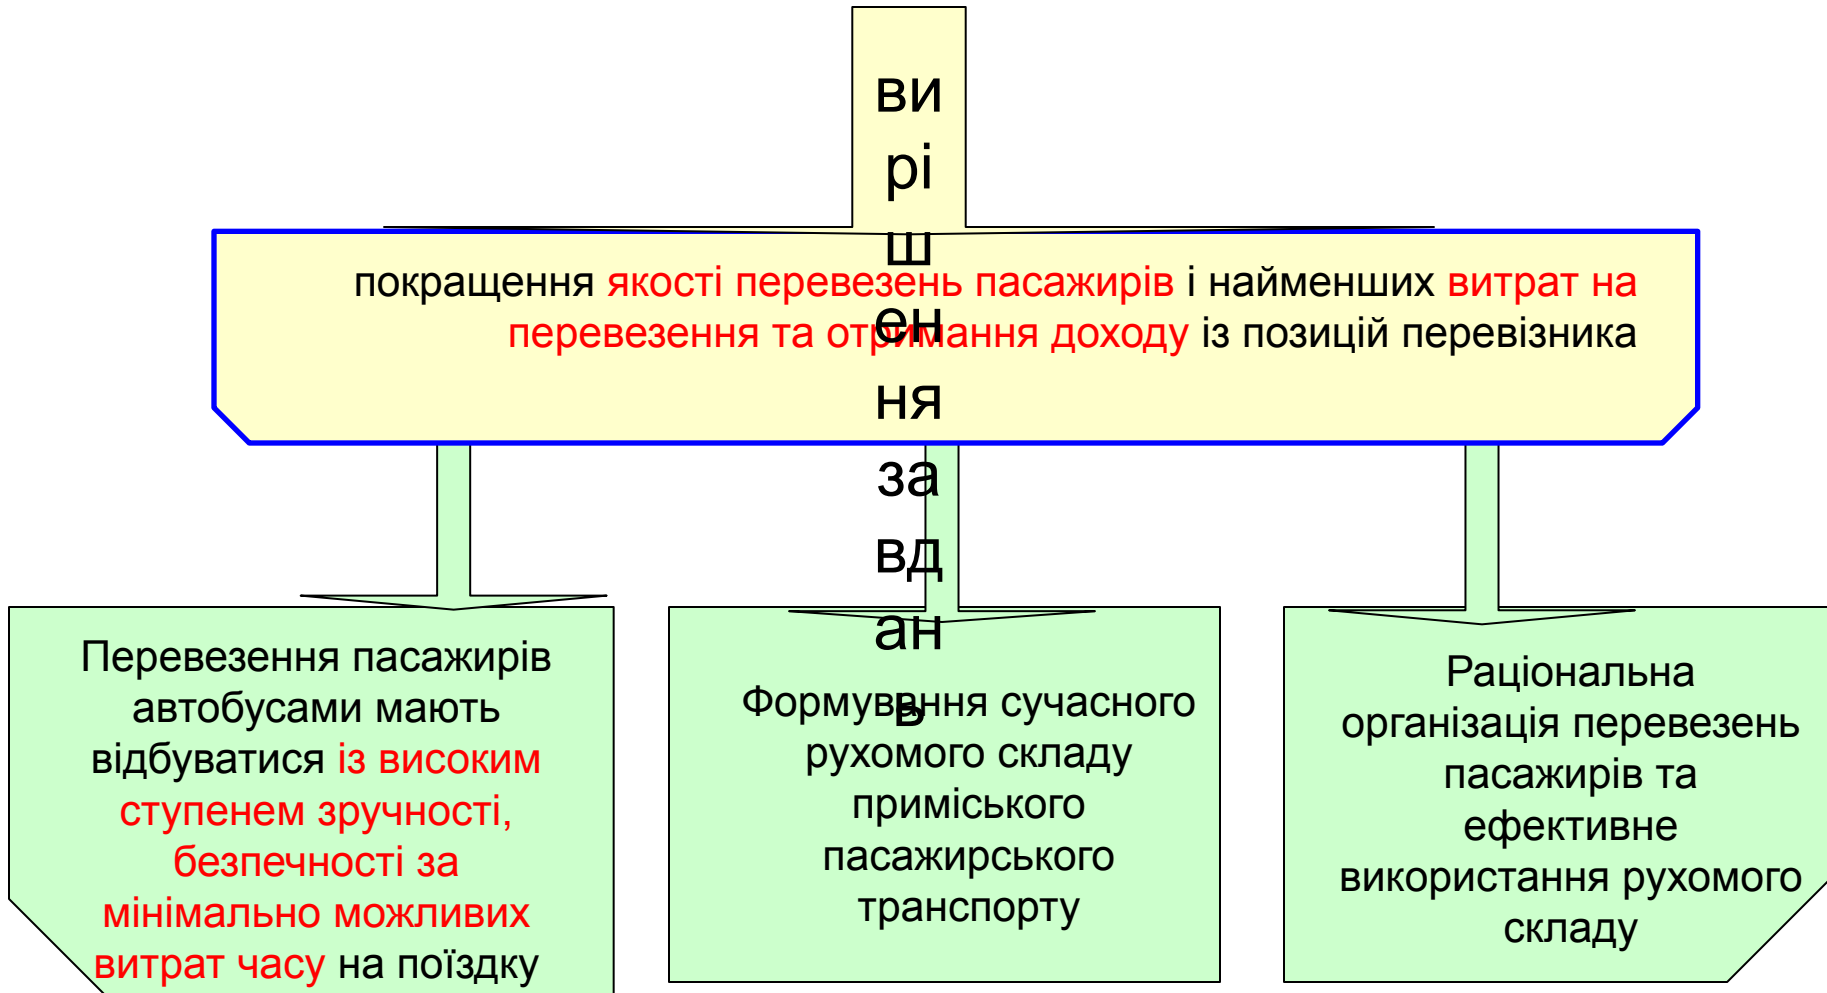 ви
рі
ш
ен
ня
за
вд
ан
ь
покращення якості перевезень пасажирів і найменших витрат на
перевезення та отримання доходу із позицій перевізника
Перевезення пасажирів
автобусами мають
відбуватися із високим
ступенем зручності,
безпечності за
мінімально можливих
витрат часу на поїздку
Формування сучасного
рухомого складу
приміського
пасажирського
транспорту
Раціональна
організація перевезень
пасажирів та
ефективне
використання рухомого
складу